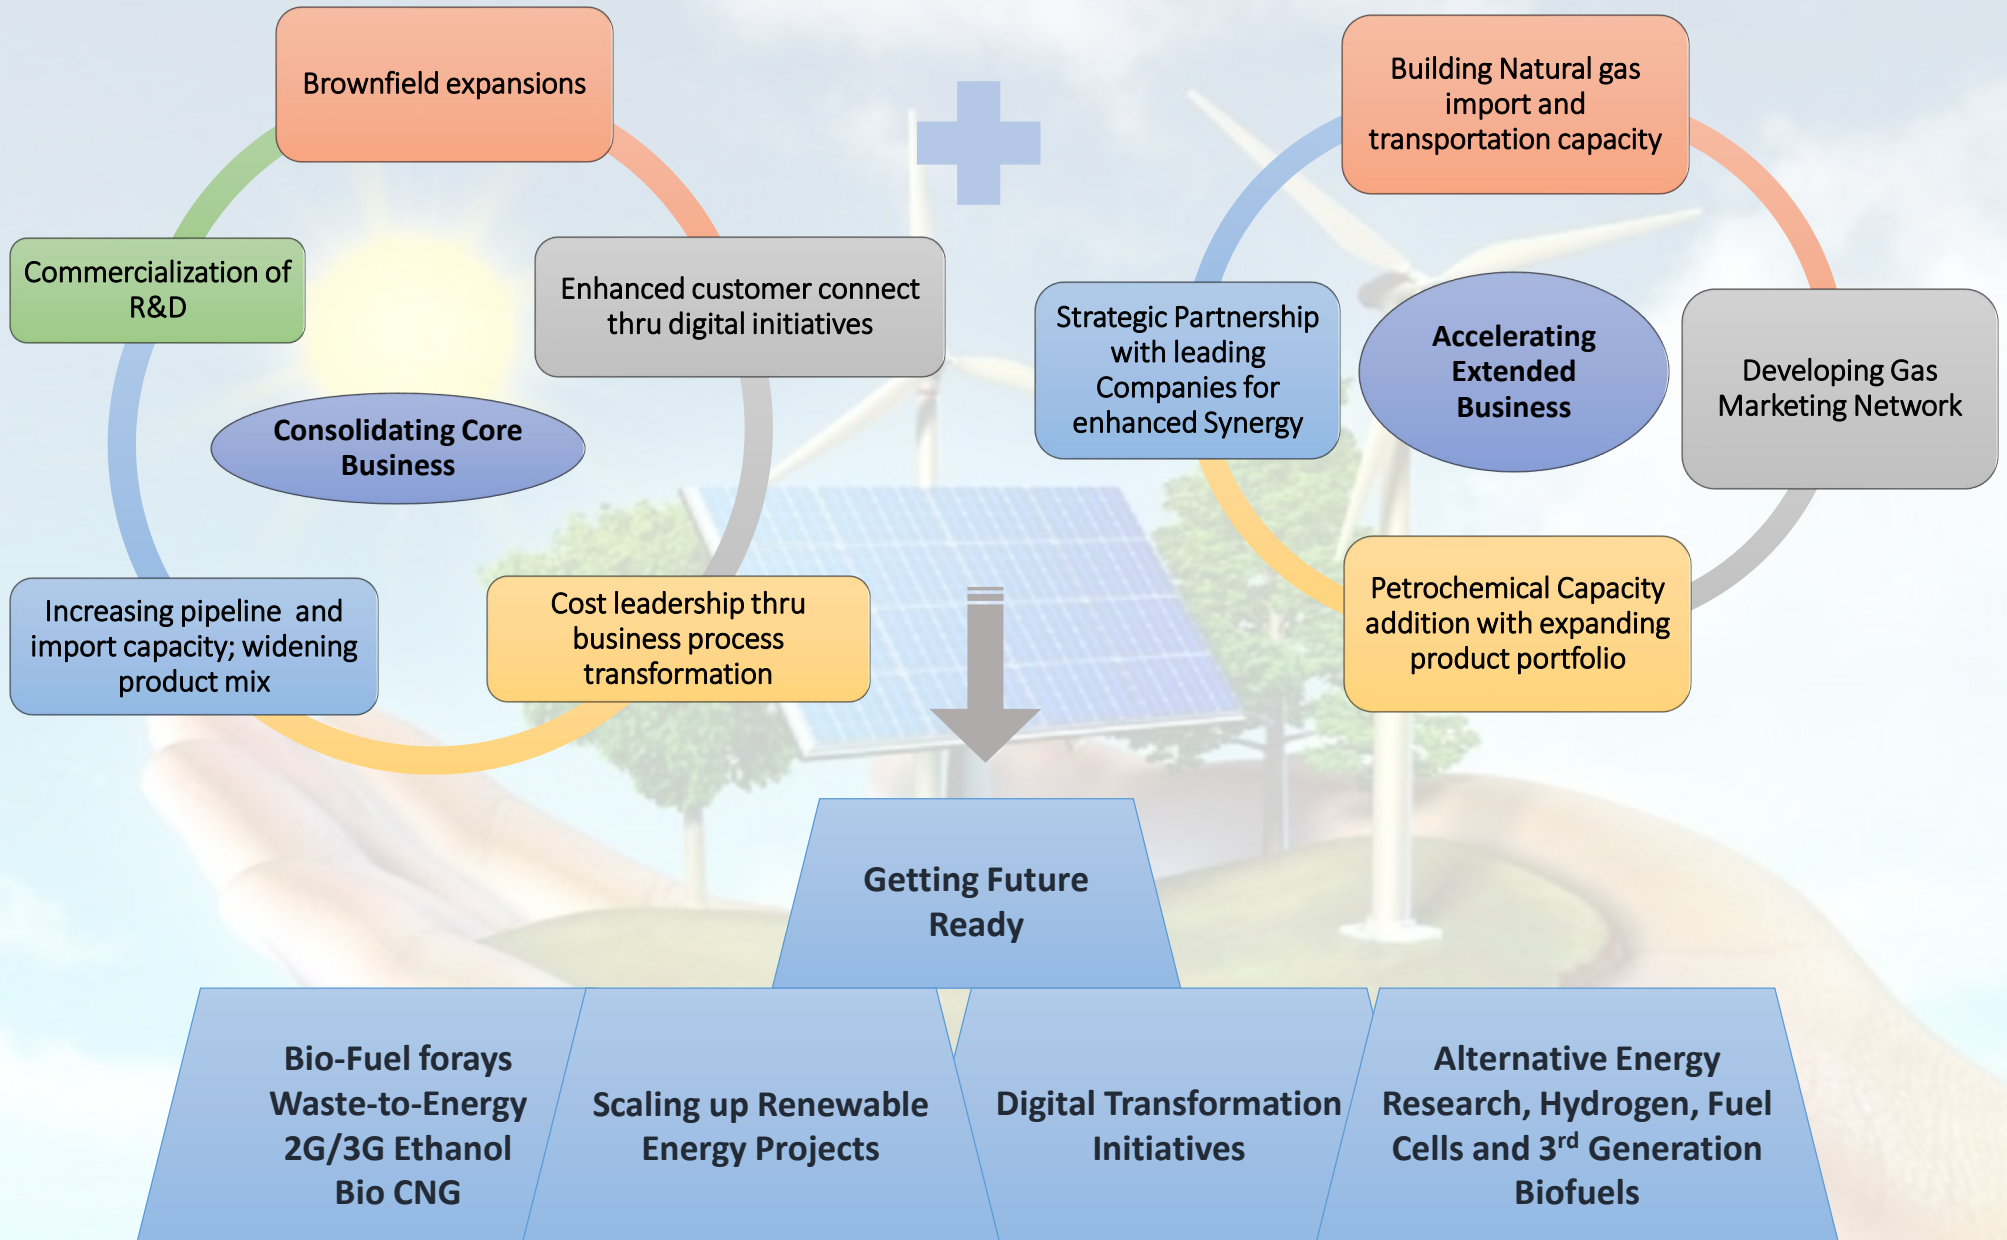 Brownfield expansions
Commercialization of
R&D
Enhanced customer connect
thru digital initiatives
Consolidating Core
Business
Increasing pipeline and
import capacity; widening
product mix
Cost leadership thru
business process
transformation
Building Natural gas
import and
transportation capacity
Strategic Partnership
with leading
Companies for
enhanced Synergy
Accelerating
Extended
Business
Developing Gas
Marketing Network
Petrochemical Capacity
addition with expanding
product portfolio
Getting Future
Ready
Bio-Fuel forays
Waste-to-Energy
2G/3G Ethanol
Bio CNG
Scaling up Renewable
Energy Projects
Digital Transformation
Initiatives
Alternative Energy
Research, Hydrogen, Fuel
Cells and 3rd Generation
Biofuels